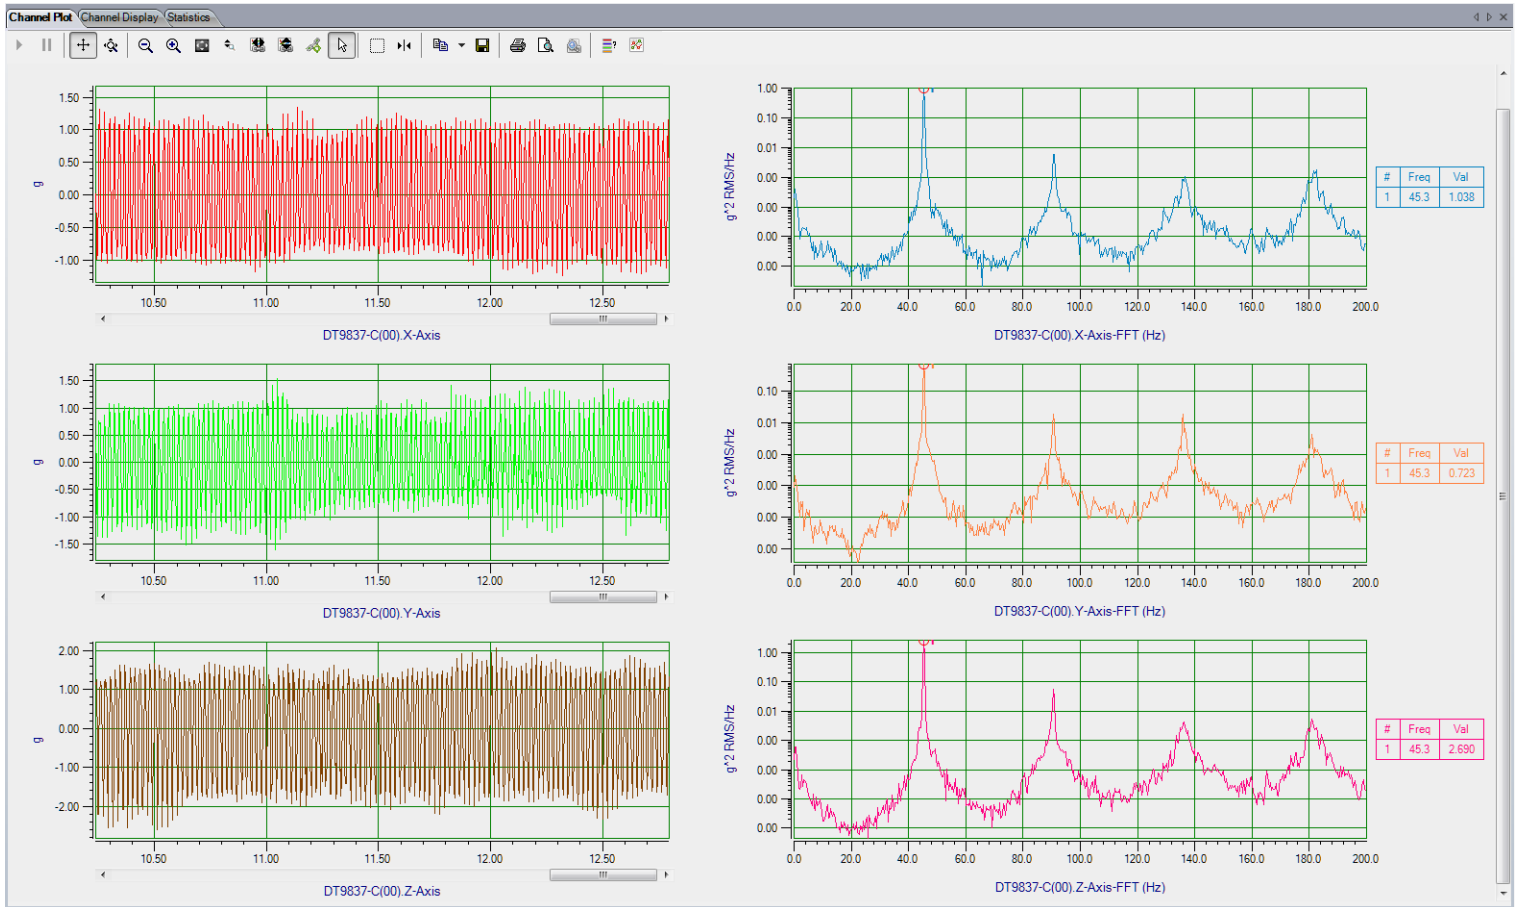 Channel Plot Channel Display Statistics
1.50
1.00
0.50
0.00
-0.50
-1.00
g
10.50 11.00 11.50 12.00 12.50
DT9837-C(00).X-Axis
1.00
0.10
0.01
0.00
0.00
0.00
0.00
g^2 RMS/Hz
0.0 20.0 40.0 60.0 80.0 100.0 120.0 140.0 160.0 180.0 200.0
DT9837-C(00).X-Axis-FFT (Hz)
# Freq Val
1 45.3 1.038
1.50
1.00
0.50
0.00
-0.50
-1.00
-1.50
g
10.50 11.00 11.50 12.00 12.50
DT9837-C(00).Y-Axis
0.10
0.01
0.00
0.00
0.00
0.00
g^2 RMS/Hz
0.0 20.0 40.0 60.0 80.0 100.0 120.0 140.0 160.0 180.0 200.0
DT9837-C(00).Y-Axis-FFT (Hz)
# Freq Val
1 45.3 0.723
2.00
1.00
0.00
-1.00
-2.00
g
10.50 11.00 11.50 12.00 12.50
DT9837-C(00).Z-Axis
1.00
0.10
0.01
0.00
0.00
0.00
0.00
g^2 RMS/Hz
0.0 20.0 40.0 60.0 80.0 100.0 120.0 140.0 160.0 180.0 200.0
DT9837-C(00).Z-Axis-FFT (Hz)
# Freq Val
1 45.3 2.690